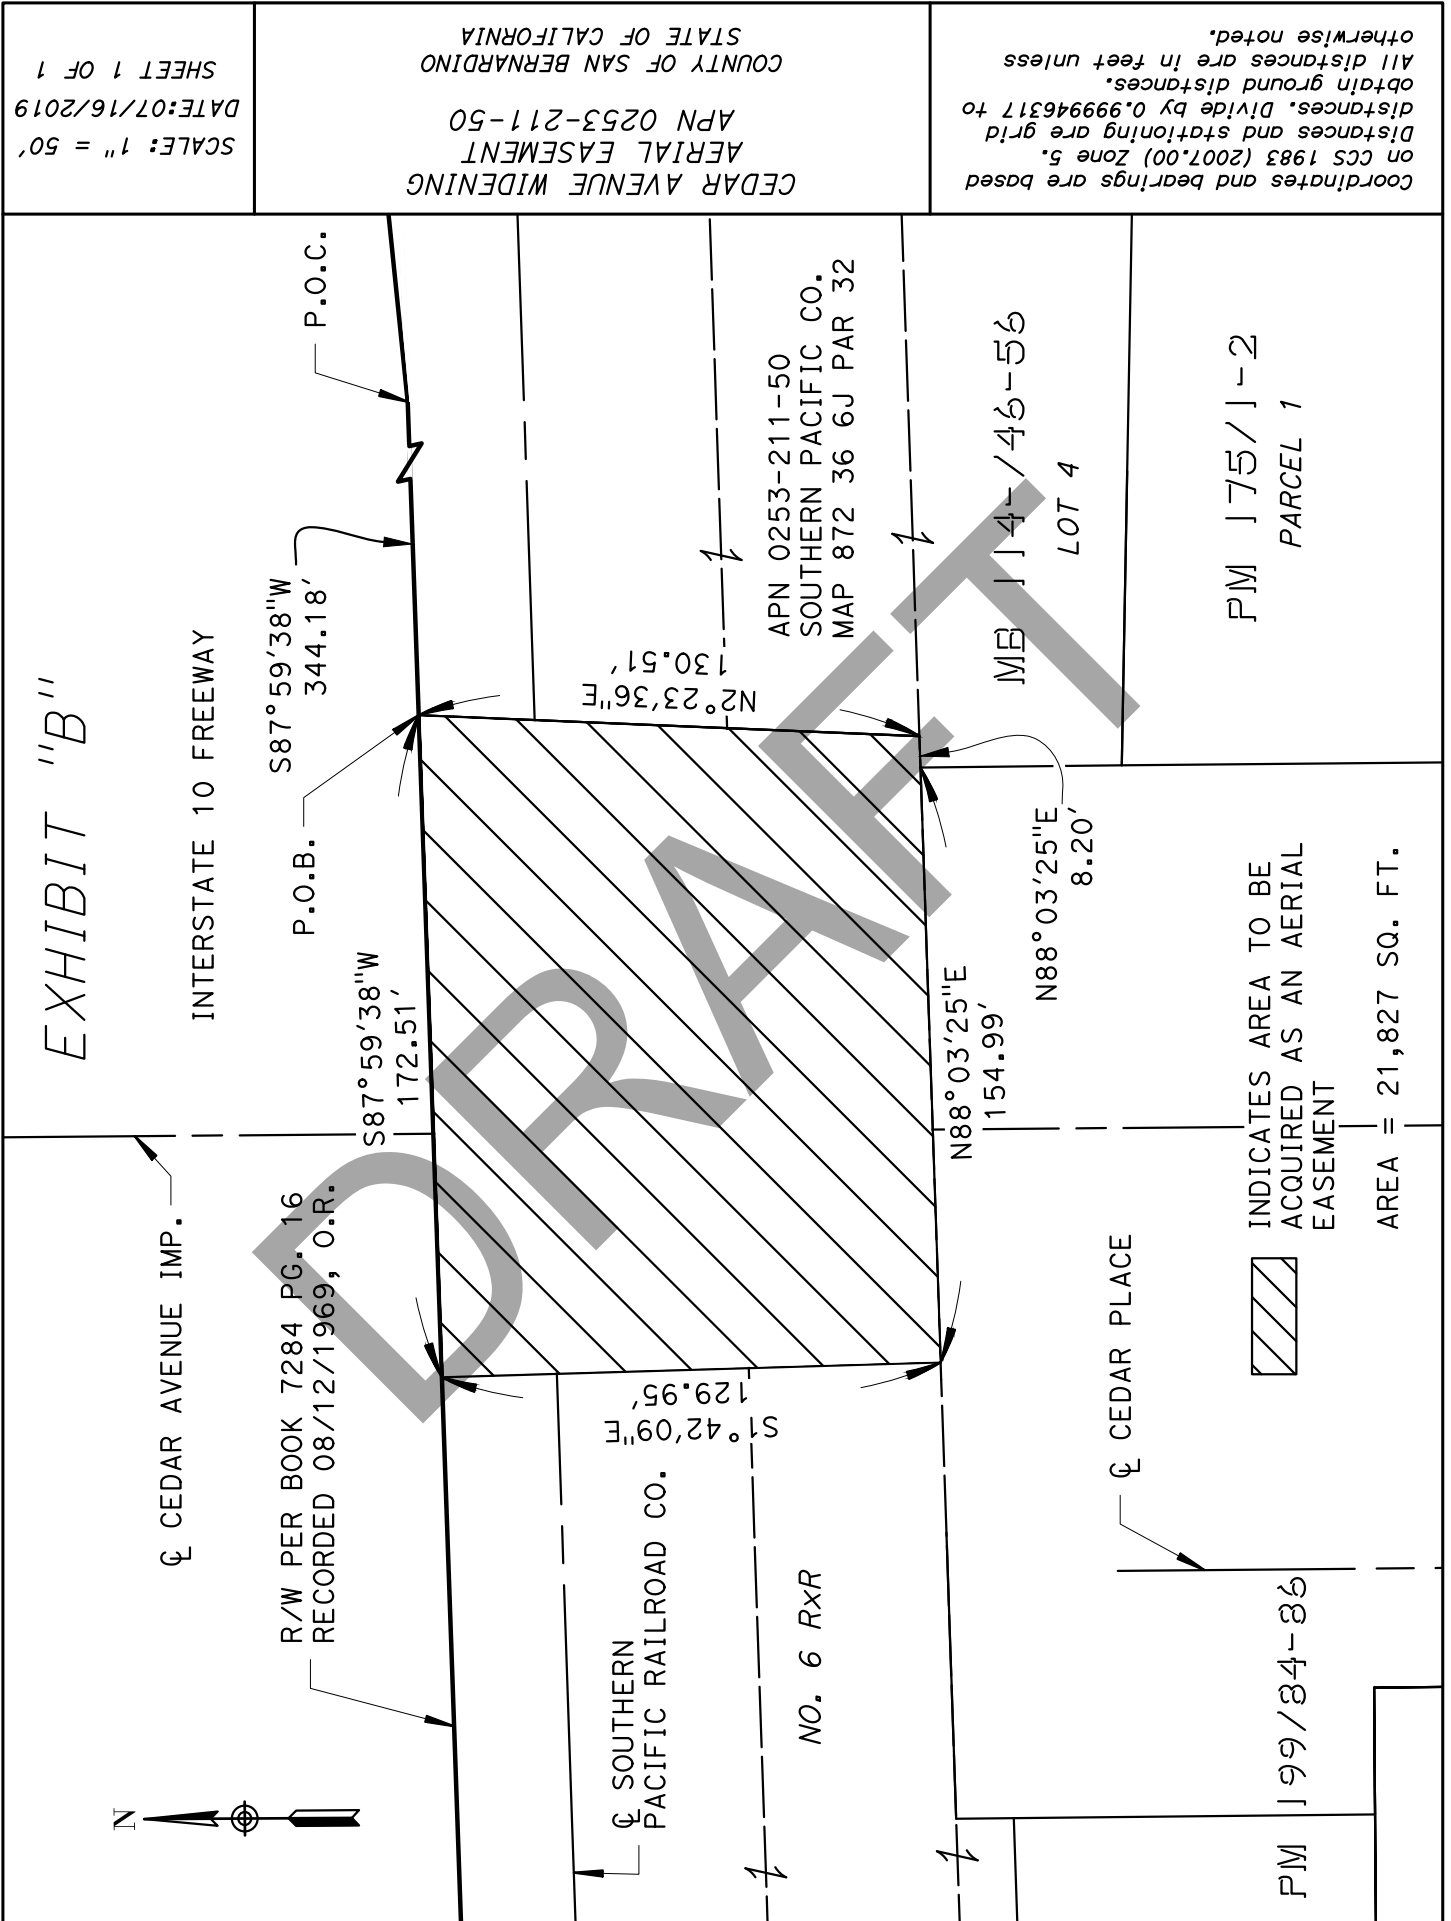 EXHIBIT "B"
INTERSTATE 10 FREEWAY
℄ CEDAR AVENUE IMP.
R/W PER BOOK 7284 PG. 16
RECORDED 08/12/1969, O.R.
P.O.B.
S87°59'38"W
344.18'
P.O.C.
S87°59'38"W
172.51'
N2°23'36"E
130.51'
S1°42'09"E
129.95'
℄ SOUTHERN
PACIFIC RAILROAD CO.
NO. 6 RxR
APN 0253-211-50
SOUTHERN PACIFIC CO.
MAP 872 36 6J PAR 32
N88°03'25"E
154.99'
N88°03'25"E
8.20'
MB 114-/46-56
LOT 4
PM 175/1-2
PARCEL 1
℄ CEDAR PLACE
PM 199/84-86
INDICATES AREA TO BE
ACQUIRED AS AN AERIAL
EASEMENT
AREA = 21,827 SQ. FT.
N
DRAFT
Coordinates and bearings are based
on CCS 1983 (2007.00) Zone 5.
Distances and stationing are grid
distances. Divide by 0.999946317 to
obtain ground distances.
All distances are in feet unless
otherwise noted.
CEDAR AVENUE WIDENING
AERIAL EASEMENT
APN 0253-211-50
COUNTY OF SAN BERNARDINO
STATE OF CALIFORNIA
SCALE: 1" = 50'
DATE:07/16/2019
SHEET 1 OF 1